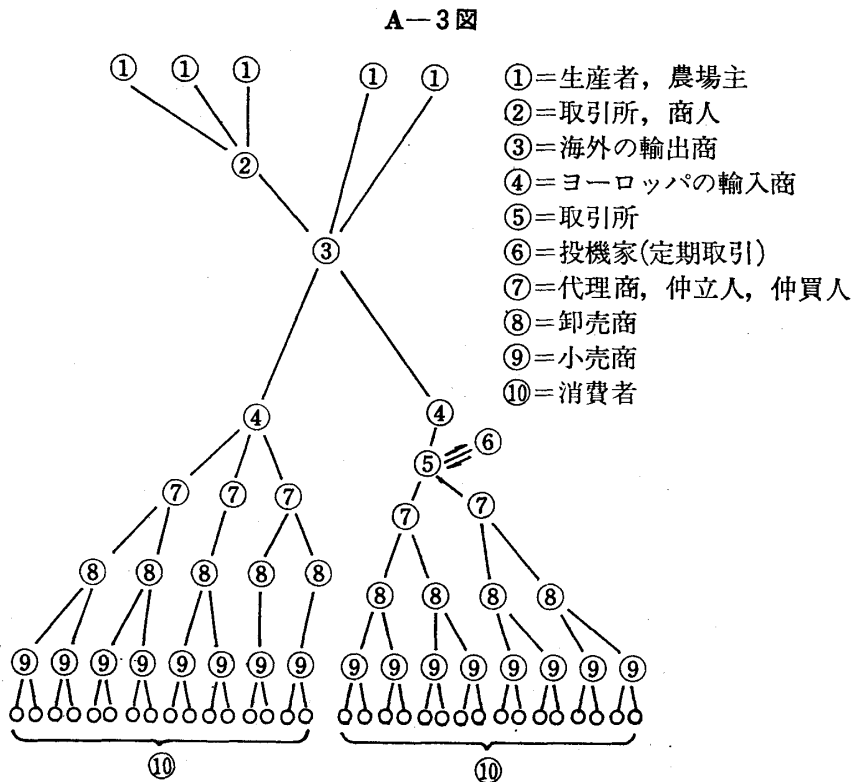 A—3図
① ① ① ① ①
②
③
①=生産者，農場主
②=取引所，商人
③=海外の輸出商
④=ヨーロッパの輸入商
⑤=取引所
⑥=投機家(定期取引)
⑦=代理商，仲立人，仲買人
⑧=卸売商
⑨=小売商
⑩=消費者
④ ④
⑤ ⑥
⑦ ⑦ ⑦ ⑦ ⑦
⑧ ⑧ ⑧ ⑧ ⑧ ⑧ ⑧ ⑧ ⑧
⑨ ⑨ ⑨ ⑨ ⑨ ⑨ ⑨ ⑨ ⑨ ⑨ ⑨ ⑨ ⑨ ⑨ ⑨ ⑨
⑩ ⑩